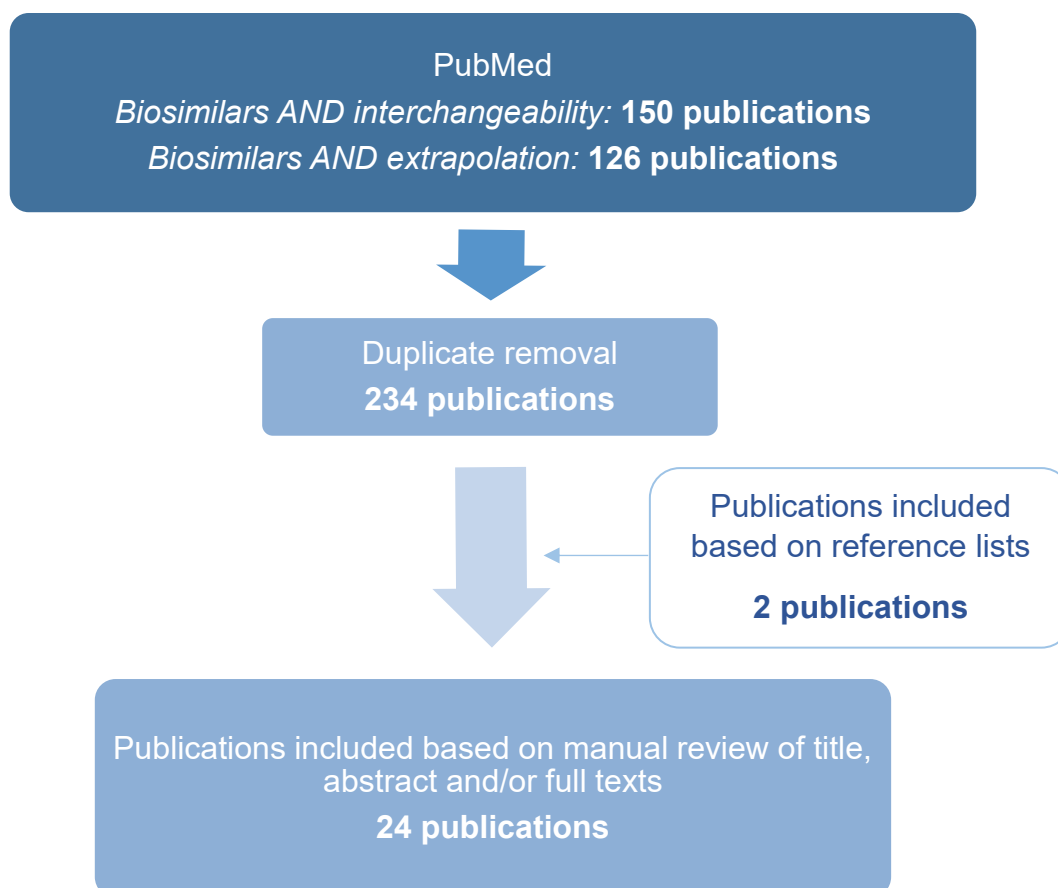 PubMed
Biosimilars AND interchangeability: 150 publications
Biosimilars AND extrapolation: 126 publications
Duplicate removal
234 publications
Publications included
based on reference lists
2 publications
Publications included based on manual review of title,
abstract and/or full texts
24 publications